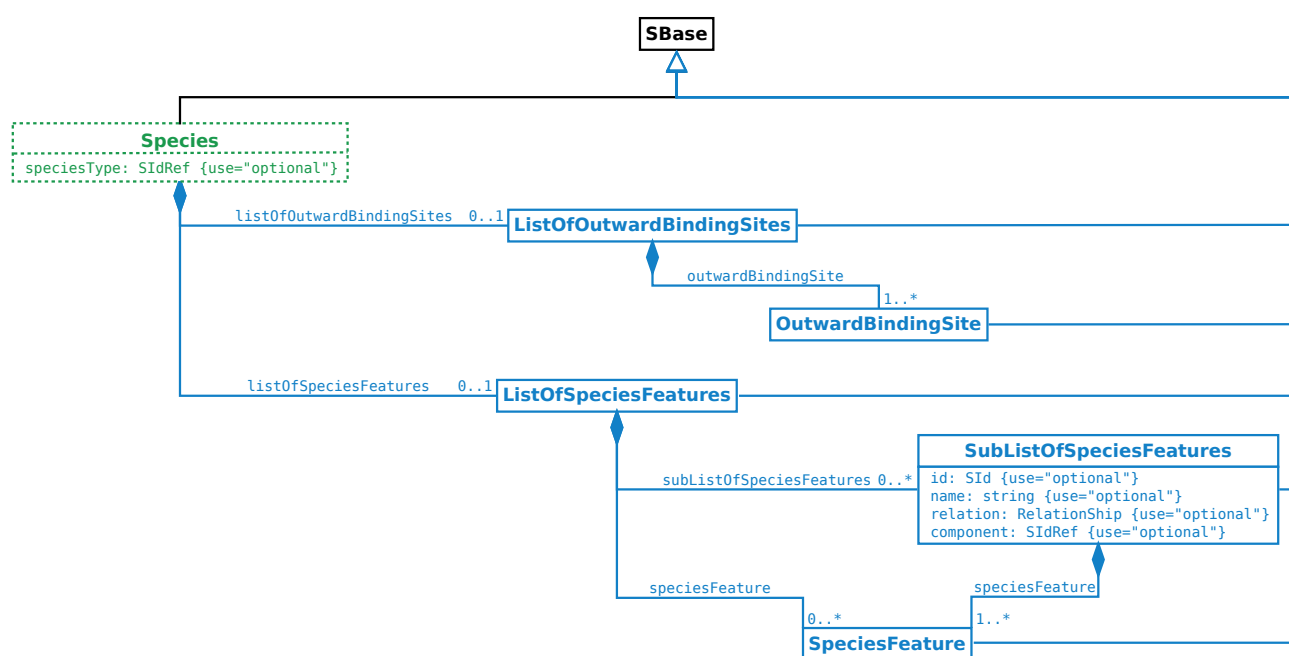 SBase
Species
speciesType: SIdRef {use="optional"}
listOfOutwardBindingSites 0..1
ListOfOutwardBindingSites
outwardBindingSite
1..*
OutwardBindingSite
listOfSpeciesFeatures 0..1
ListOfSpeciesFeatures
SubListOfSpeciesFeatures
subListOfSpeciesFeatures 0..*
id: SId {use="optional"}
name: string {use="optional"}
relation: RelationShip {use="optional"}
component: SIdRef {use="optional"}
speciesFeature
speciesFeature
0..*
1..*
SpeciesFeature